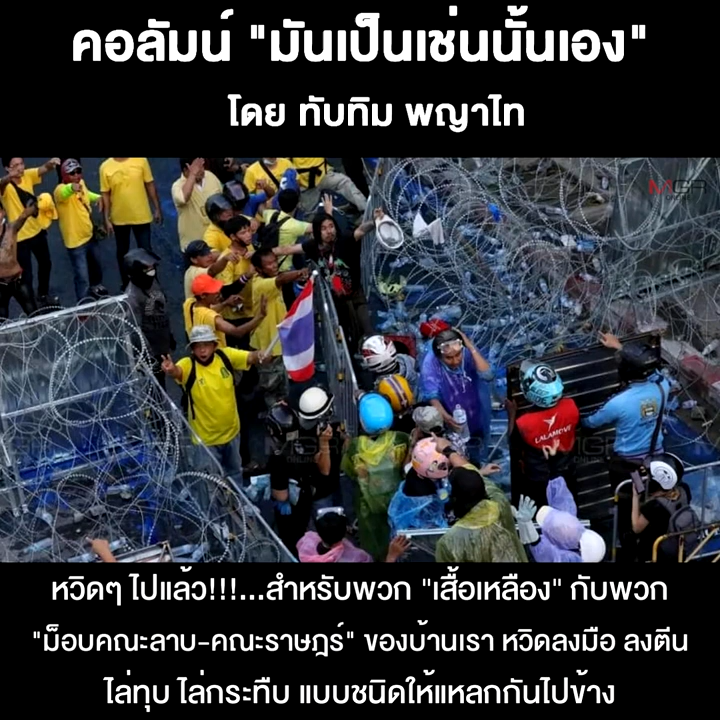 คอลัมน์ "มันเป็นเช่นนั้นเอง"
โดย ทับทิม พญาไท
MGR
LALAMOVE
หวิดๆ ไปแล้ว!!!...สำหรับพวก "เสื้อเหลือง" กับพวก
"ม็อบคณะลาบ-คณะราษฎร์" ของบ้านเรา หวิดลงมือ ลงตีน
ไล่ทุบ ไล่กระทืบ แบบชนิดให้แหลกกันไปข้าง